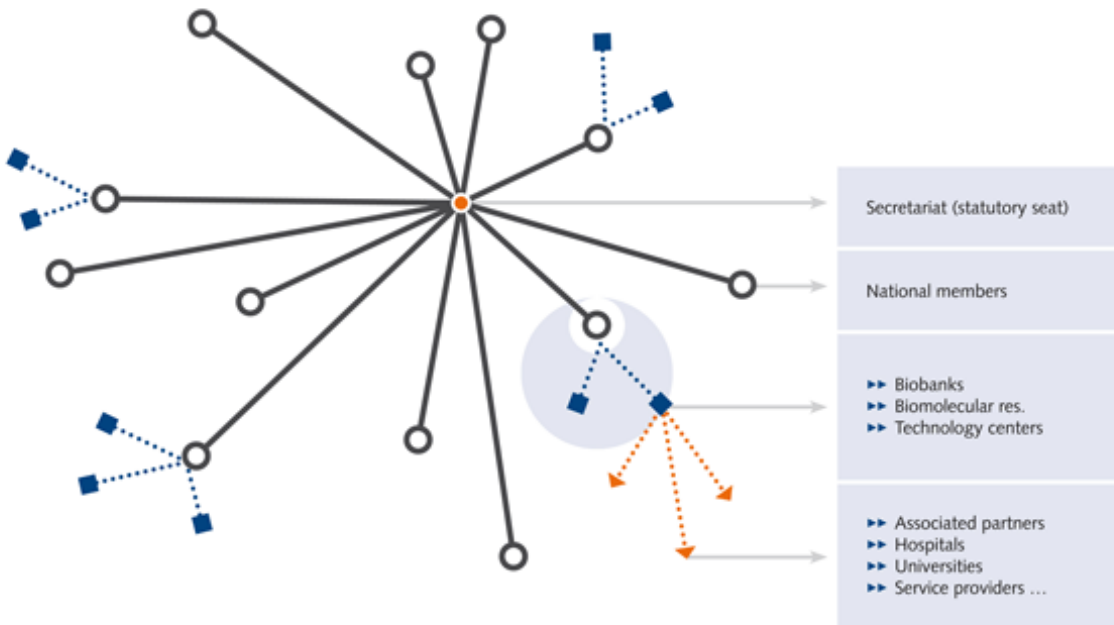 Secretariat (statutory seat)
National members
Biobanks
Biomolecular res.
Technology centers
Associated partners
Hospitals
Universities
Service providers ...